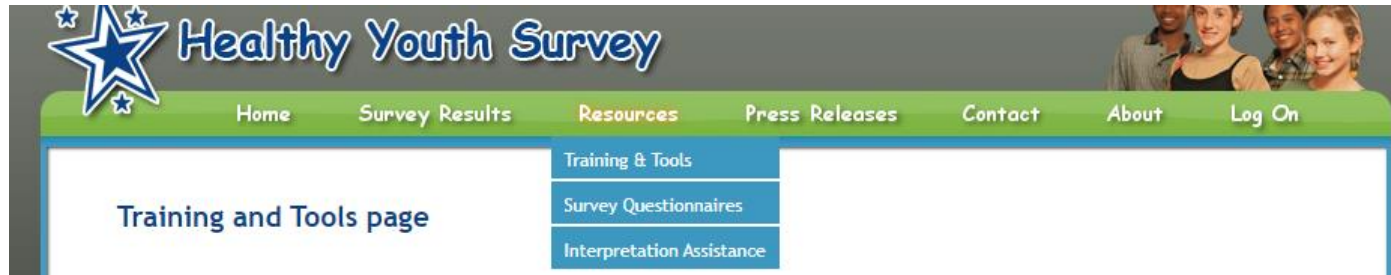 Healthy Youth Survey
Home Survey Results Resources Press Releases Contact About Log On
Training & Tools
Survey Questionnaires
Interpretation Assistance
Training and Tools page